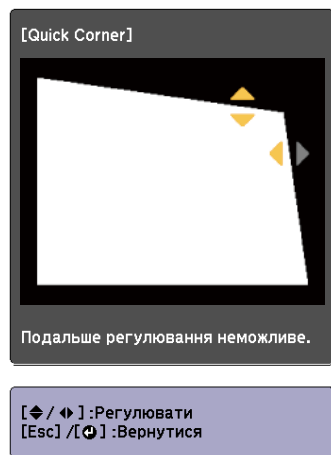 [Quick Corner]
Подальше регулювання неможливе.
[ / ] :Регулювати
[Esc] /[ ] :Вернутися